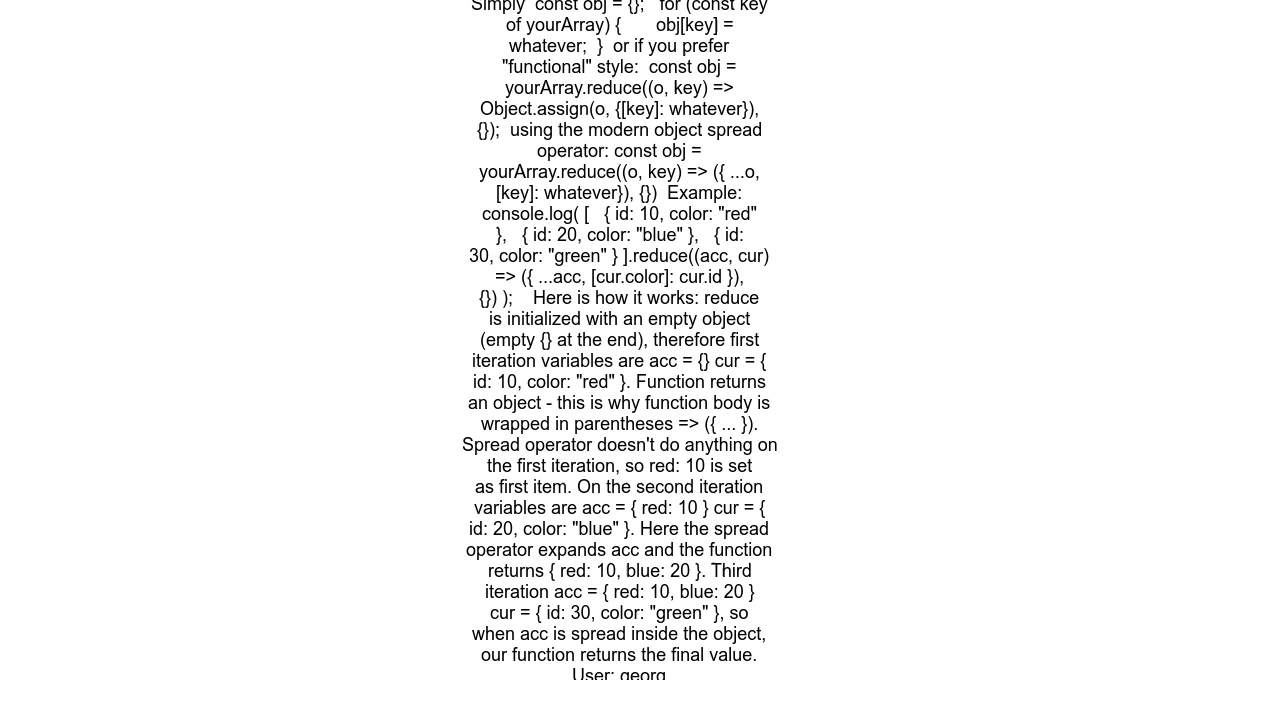 Simply  const obj = {};   for (const key
of yourArray) {       obj[key] =
whatever;  }  or if you prefer
"functional" style:  const obj =
yourArray.reduce((o, key) =>
Object.assign(o, {[key]: whatever}),
{});  using the modern object spread
operator: const obj =
yourArray.reduce((o, key) => ({ ...o,
[key]: whatever}), {})  Example:
console.log( [   { id: 10, color: "red"
},   { id: 20, color: "blue" },   { id:
30, color: "green" } ].reduce((acc, cur)
=> ({ ...acc, [cur.color]: cur.id }),
{}) );    Here is how it works: reduce
is initialized with an empty object
(empty {} at the end), therefore first
iteration variables are acc = {} cur = {
id: 10, color: "red" }. Function returns
an object - this is why function body is
wrapped in parentheses => ({ ... }).
Spread operator doesn't do anything on
the first iteration, so red: 10 is set
as first item. On the second iteration
variables are acc = { red: 10 } cur = {
id: 20, color: "blue" }. Here the spread
operator expands acc and the function
returns { red: 10, blue: 20 }. Third
iteration acc = { red: 10, blue: 20 }
cur = { id: 30, color: "green" }, so
when acc is spread inside the object,
our function returns the final value.
User: georg